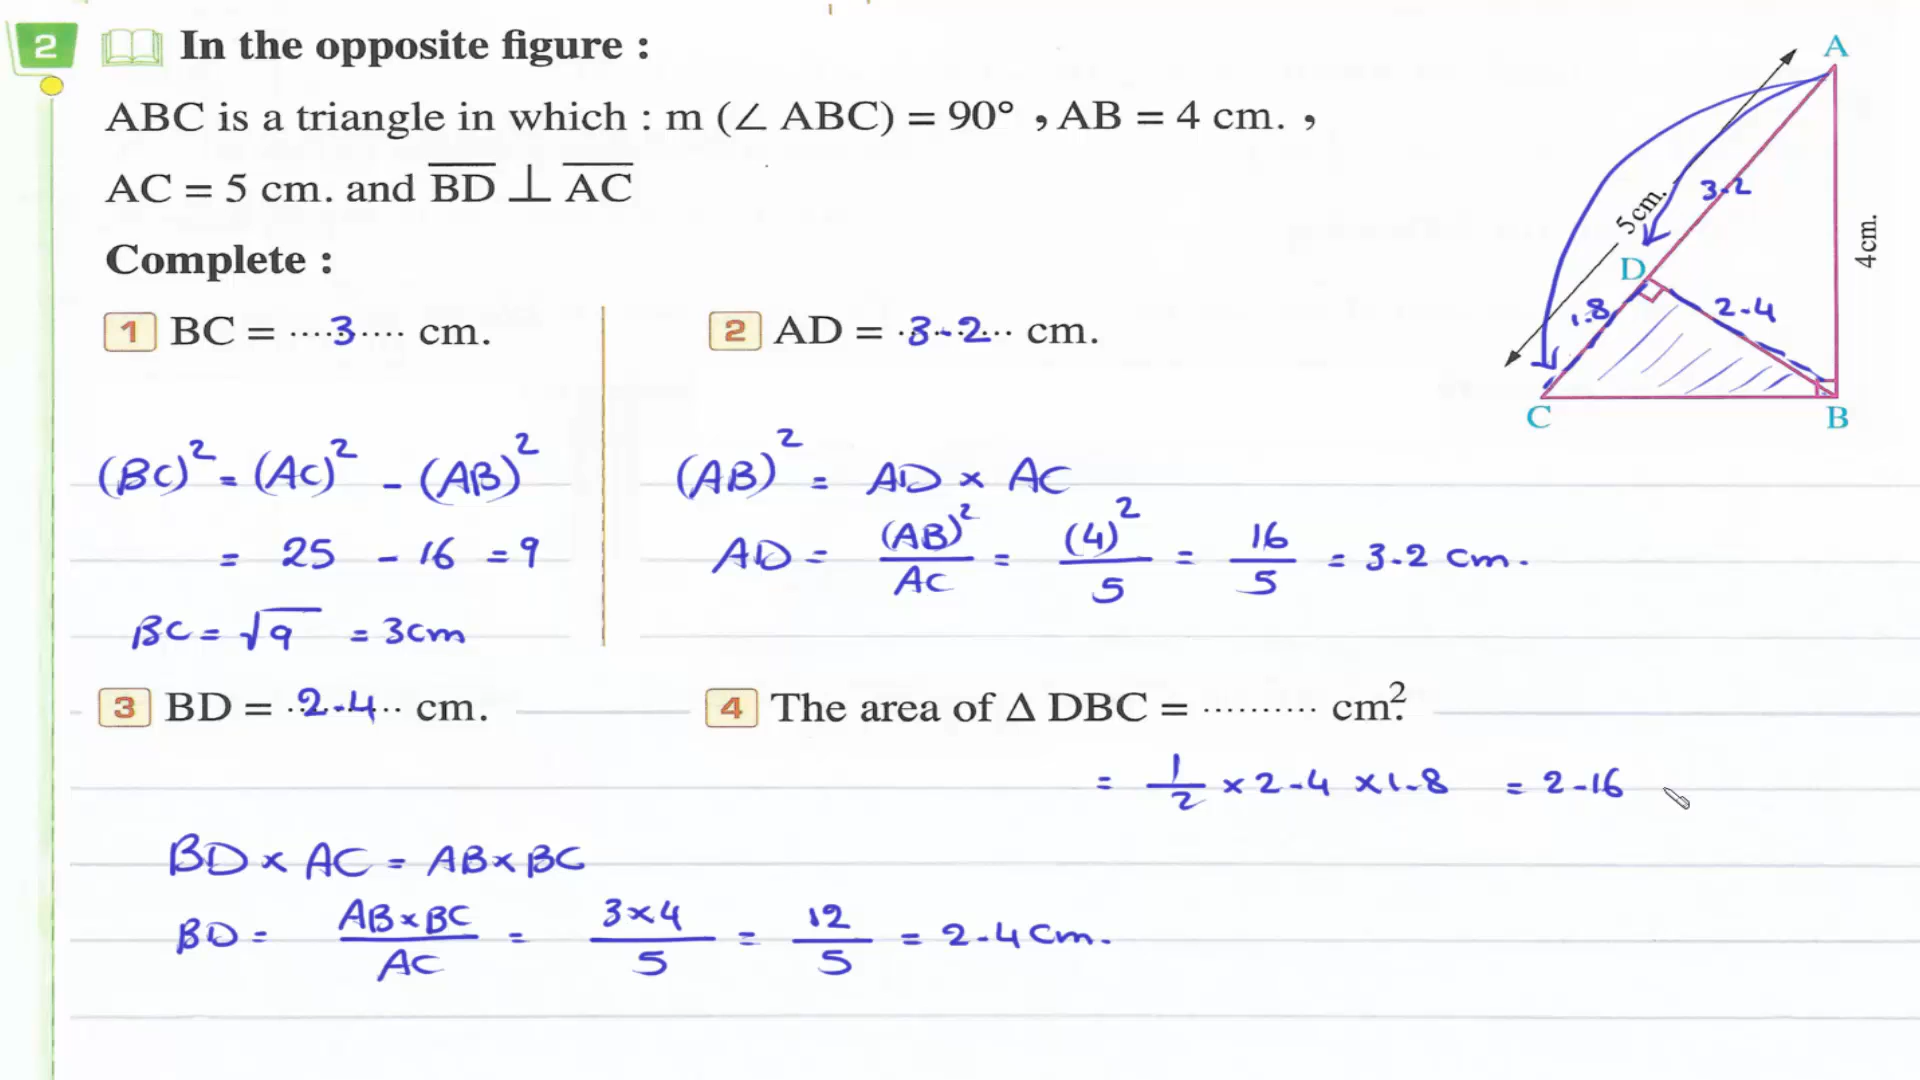 2 In the opposite figure :
ABC is a triangle in which : m (∠ ABC) = 90° , AB = 4 cm. ,
AC = 5 cm. and BD ⊥ AC
Complete :
1 BC = ....3.... cm.
2 AD = .3.2... cm.
(BC)² = (AC)² - (AB)²
= 25 - 16 = 9
BC = √9 = 3cm
(AB)² = AD × AC
AD = (AB)²/AC = (4)²/5 = 16/5 = 3.2 cm.
3 BD = ..2.4.. cm.
4 The area of Δ DBC = .......... cm².
= 1/2 × 2.4 × 1.8 = 2.16
BD × AC = AB × BC
BD = AB × BC/AC = 3×4/5 = 12/5 = 2.4 cm.
A
5 cm.
3.2
4 cm.
D
1.8
2.4
C
B